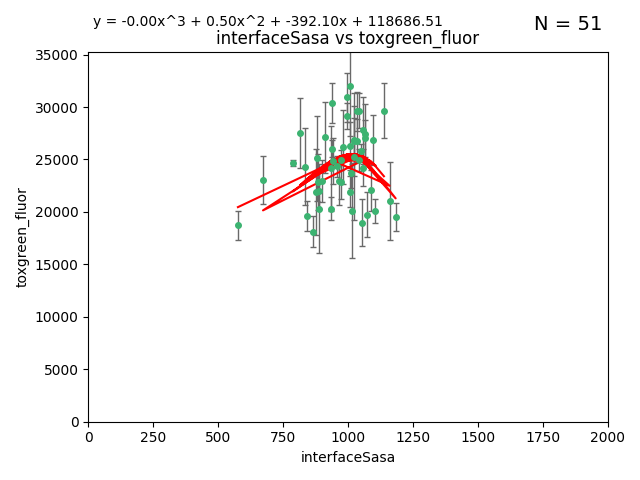 y = -0.00x^3 + 0.50x^2 + -392.10x + 118686.51
N = 51
interfaceSasa vs toxgreen_fluor
35000
30000
25000
20000
15000
10000
5000
0
toxgreen_fluor
0 250 500 750 1000 1250 1500 1750 2000
interfaceSasa